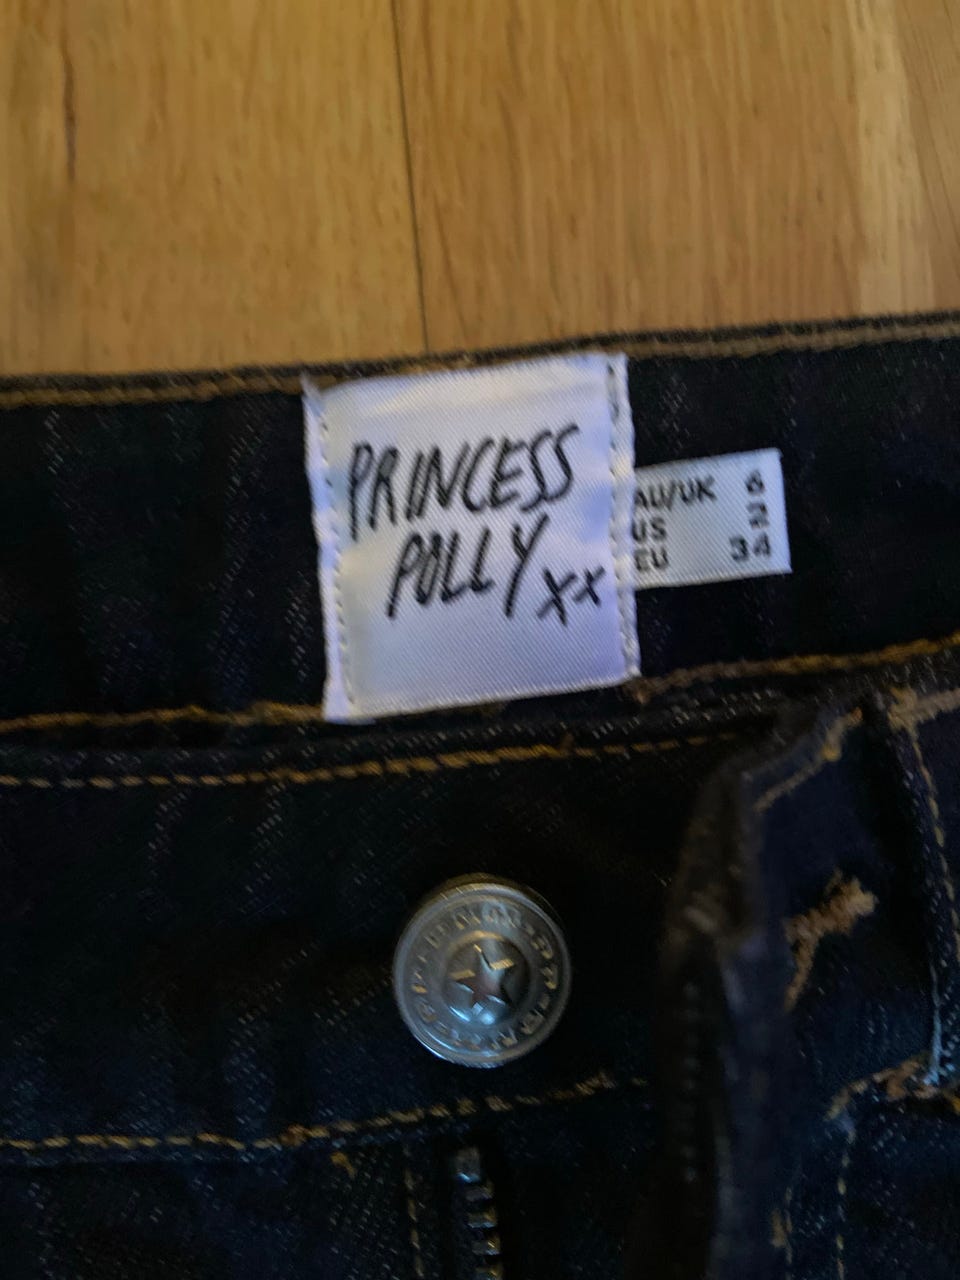 PRINCESS
POLLY xx
AU/UK 6
US 2
EU 34